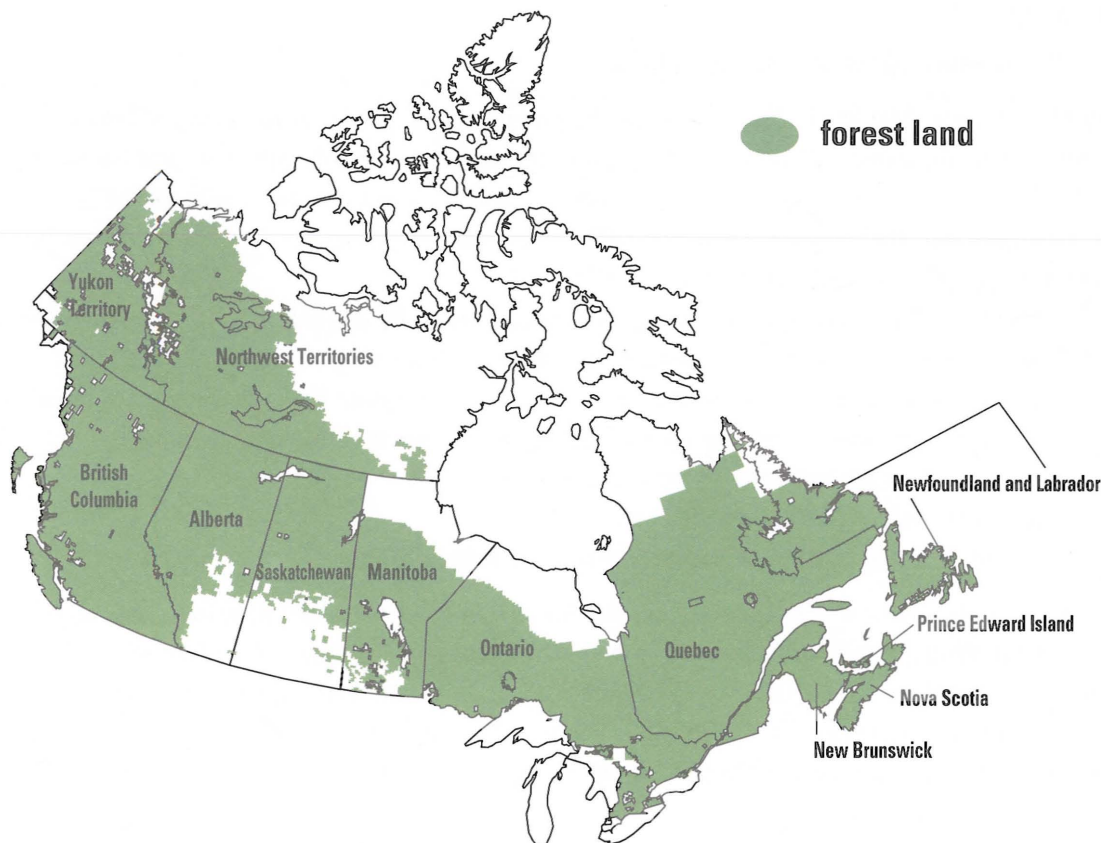 forest land
Yukon
Territory
Northwest Territories
British
Columbia
Alberta
Saskatchewan
Manitoba
Ontario
Quebec
Newfoundland and Labrador
Prince Edward Island
Nova Scotia
New Brunswick